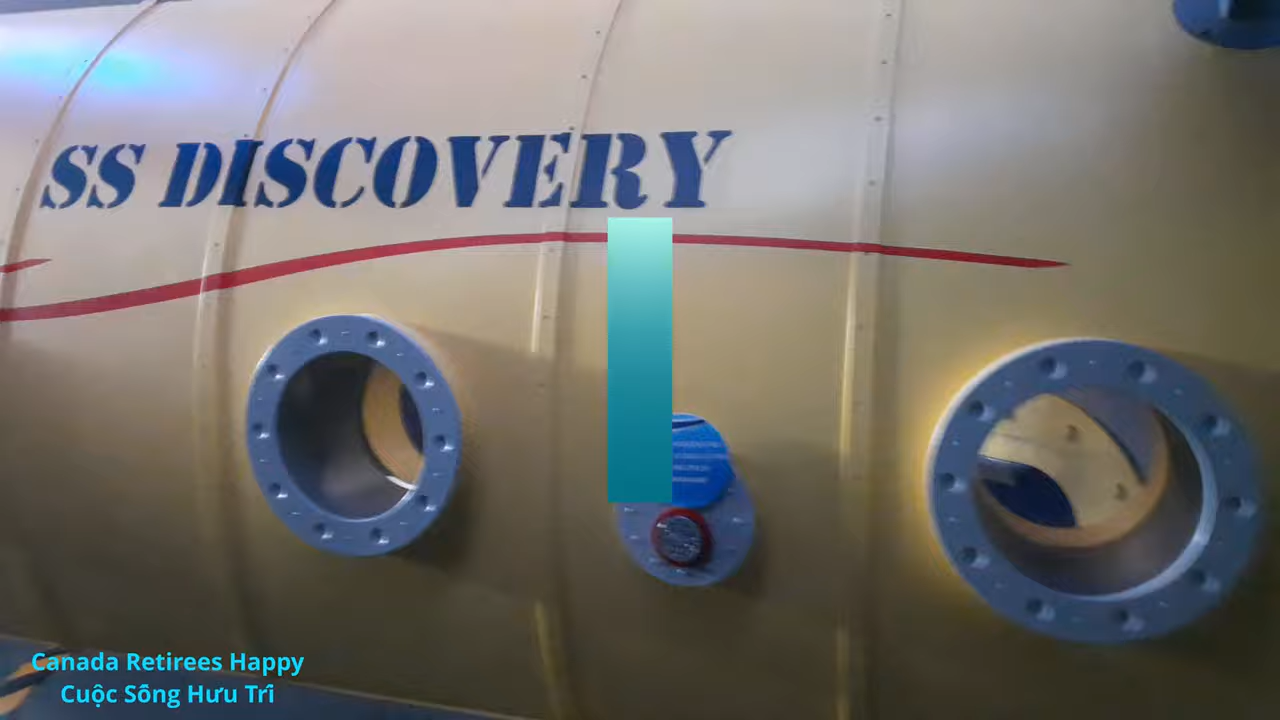 SS DISCOVERY
Canada Retirees Happy
Cuộc Sống Hưu Trí